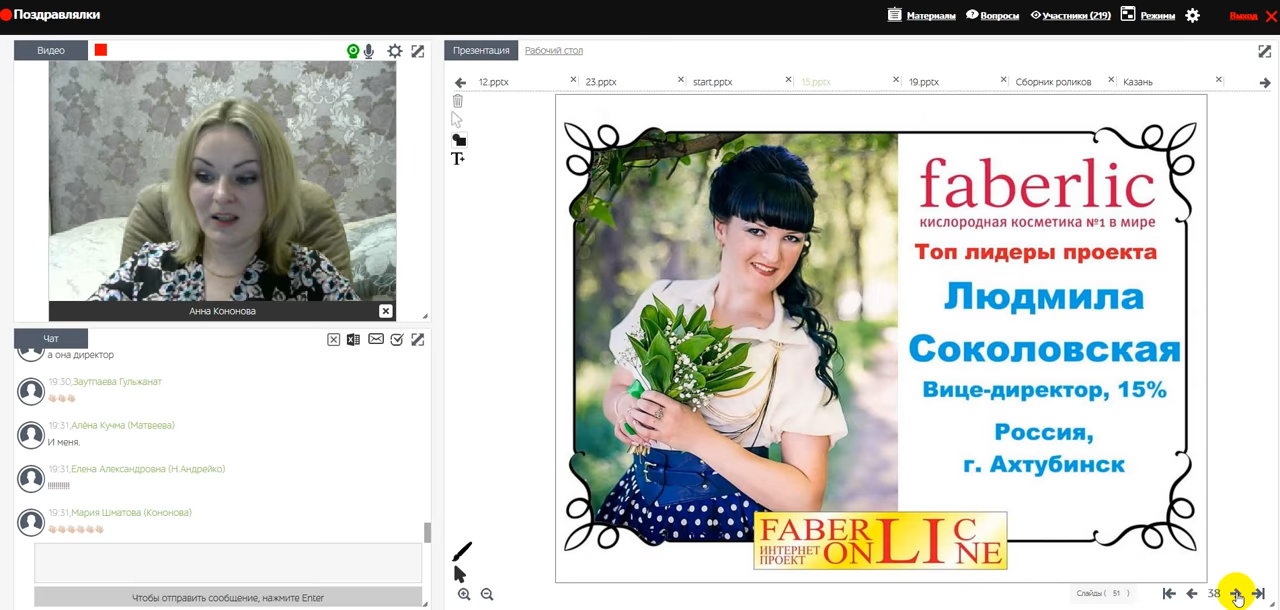 Поздравлялки
Материалы
Вопросы
Участники (219)
Режимы
Выход
Видео
Презентация
Рабочий стол
12.pptx
23.pptx
start.pptx
15.pptx
19.pptx
Сборник роликов
Казань
faberlic
кислородная косметика №1 в мире
Топ лидеры проекта
Людмила
Соколовская
Вице-директор, 15%
Россия,
г. Ахтубинск
FABERLIC
ИНТЕРНЕТ
ПРОЕКТ
ONLINE
Анна Кононова
Чат
а она директор
19:30,Заутпаева Гульжанат
19:31,Алёна Кучма (Матвеева)
И меня.
19:31,Елена Александровна (Н.Андрейко)
!!!!!!!!!!!
19:31,Мария Шматова (Кононова)
Чтобы отправить сообщение, нажмите Enter
Слайды ( 51 )
38